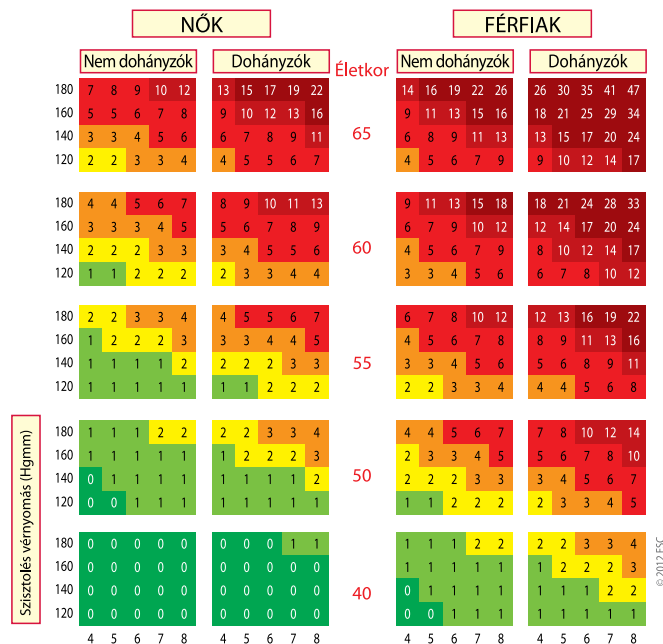 NŐK FÉRFIAK
Nem dohányzók Dohányzók Életkor Nem dohányzók Dohányzók
180 7 8 9 10 12 13 15 17 19 22 14 16 19 22 26 26 30 35 41 47
160 5 5 6 7 8 9 10 12 13 16 9 11 13 15 16 18 21 25 29 34
140 3 3 4 5 6 6 7 8 9 11 65 6 8 9 11 13 13 15 17 20 24
120 2 2 3 3 4 4 5 5 6 7 4 5 6 7 9 9 10 12 14 17
180 4 4 5 6 7 8 9 10 11 13 9 11 13 15 18 18 21 24 28 33
160 3 3 3 4 5 5 6 7 8 9 6 7 9 10 12 12 14 17 20 24
140 2 2 2 3 3 3 4 5 5 6 60 4 5 6 7 9 8 10 12 14 17
120 1 1 2 2 2 2 3 3 4 4 3 3 4 5 6 6 7 8 10 12
180 2 2 3 3 4 4 5 5 6 7 6 7 8 10 12 12 13 16 19 22
160 1 2 2 2 3 3 3 4 4 5 4 5 6 7 8 8 9 11 13 16
140 1 1 1 1 2 2 2 2 3 3 55 3 3 4 5 6 5 6 8 9 11
120 1 1 1 1 1 1 1 2 2 2 2 2 3 3 4 4 4 5 6 8
180 1 1 1 2 2 2 2 3 3 4 4 4 5 6 7 7 8 10 12 14
160 1 1 1 1 1 1 2 2 2 3 2 3 3 4 5 5 6 7 8 10
140 0 1 1 1 1 1 1 1 1 2 50 2 2 2 3 3 3 4 5 6 7
120 0 0 1 1 1 1 1 1 1 1 1 1 2 2 2 2 3 3 4 5
180 0 0 0 0 0 0 0 0 1 1 1 1 1 2 2 2 2 3 3 4
160 0 0 0 0 0 0 0 0 0 0 1 1 1 1 1 1 2 2 2 3
140 0 0 0 0 0 0 0 0 0 0 40 0 1 1 1 1 1 1 1 2 2
120 0 0 0 0 0 0 0 0 0 0 0 0 1 1 1 1 1 1 1 1
4 5 6 7 8 4 5 6 7 8 4 5 6 7 8 4 5 6 7 8
Szisztolés vérnyomás (Hgmm)
© 2012 ESC